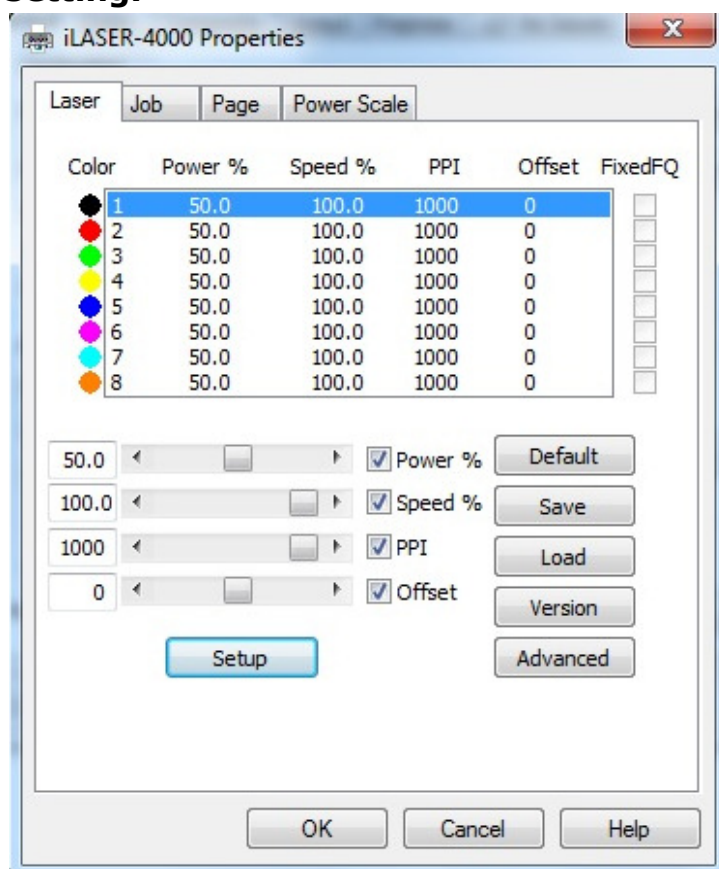 Setting:
iLASER-4000 Properties
Laser Job Page Power Scale
Color Power % Speed % PPI Offset FixedFQ
1 50.0 100.0 1000 0
2 50.0 100.0 1000 0
3 50.0 100.0 1000 0
4 50.0 100.0 1000 0
5 50.0 100.0 1000 0
6 50.0 100.0 1000 0
7 50.0 100.0 1000 0
8 50.0 100.0 1000 0
50.0 Power % Default
100.0 Speed % Save
1000 PPI Load
0 Offset Version
Setup Advanced
OK Cancel Help